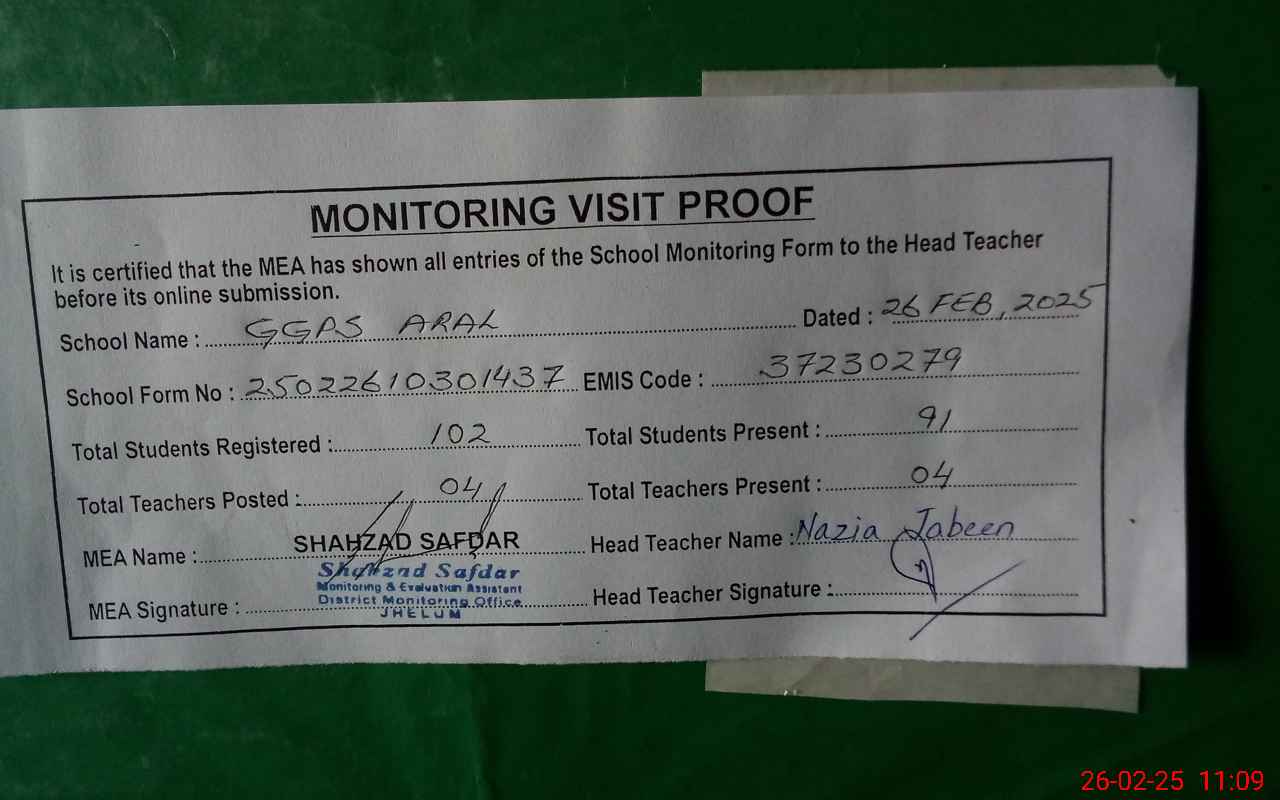 MONITORING VISIT PROOF
It is certified that the MEA has shown all entries of the School Monitoring Form to the Head Teacher
before its online submission.
School Name : GGPS ARAL Dated : 26 FEB, 2025
School Form No : 25022610301437 EMIS Code : 37230279
Total Students Registered : 102 Total Students Present : 91
Total Teachers Posted : 04 Total Teachers Present : 04
MEA Name : SHAHZAD SAFDAR Head Teacher Name : Nazia Jabeen
Shahzad Safdar
Monitoring & Evaluation Assistent
MEA Signature : District Monitoring Office Head Teacher Signature :
JHELUM
26-02-25 11:09